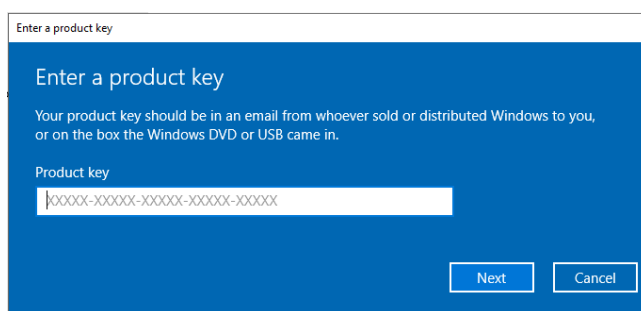 Enter a product key
Enter a product key
Your product key should be in an email from whoever sold or distributed Windows to you,
or on the box the Windows DVD or USB came in.
Product key
XXXXX-XXXXX-XXXXX-XXXXX-XXXXX
Next Cancel